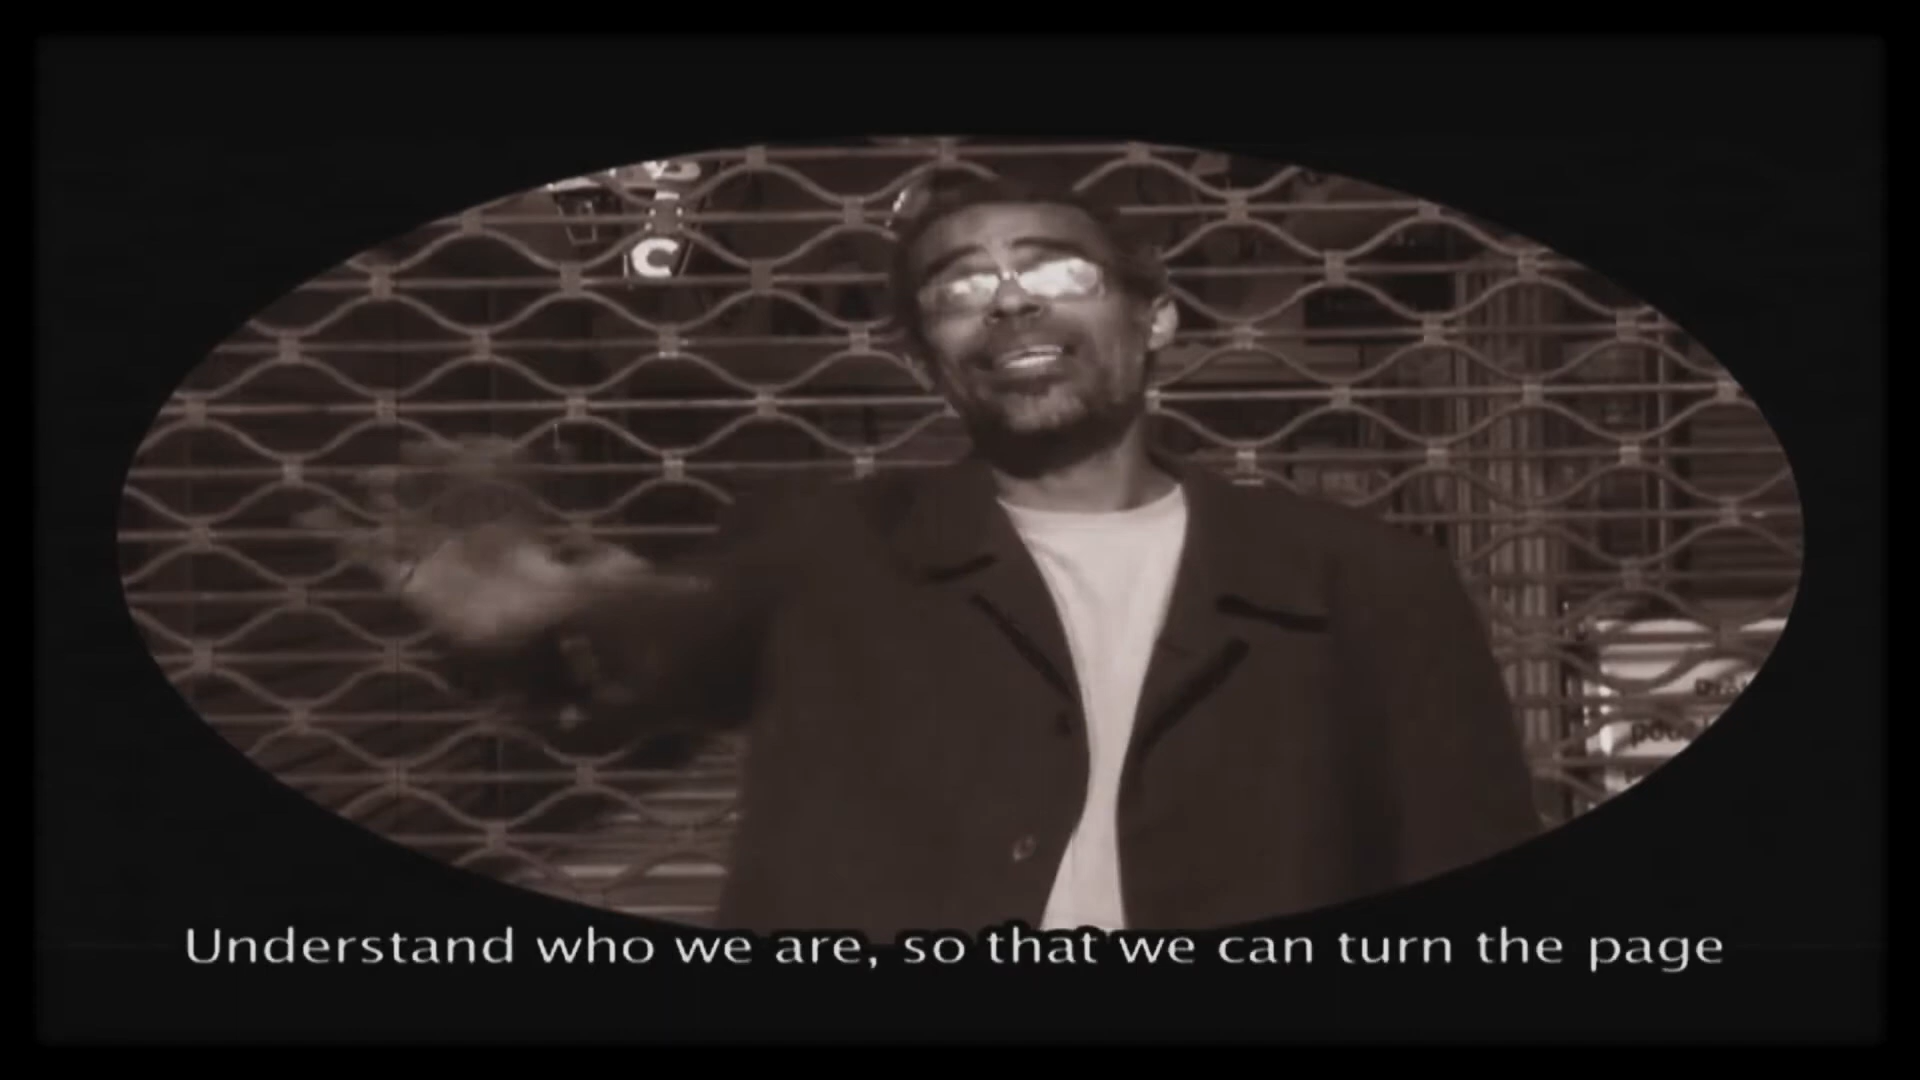 C
Understand who we are, so that we can turn the page